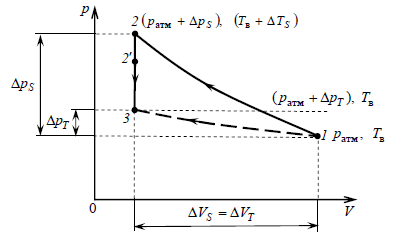 p
2 (pатм + ΔpS), (Tв + ΔTS)
2′
ΔpS
(pатм + ΔpT), Tв
ΔpT
3
1 pатм, Tв
0
V
ΔVS = ΔVT